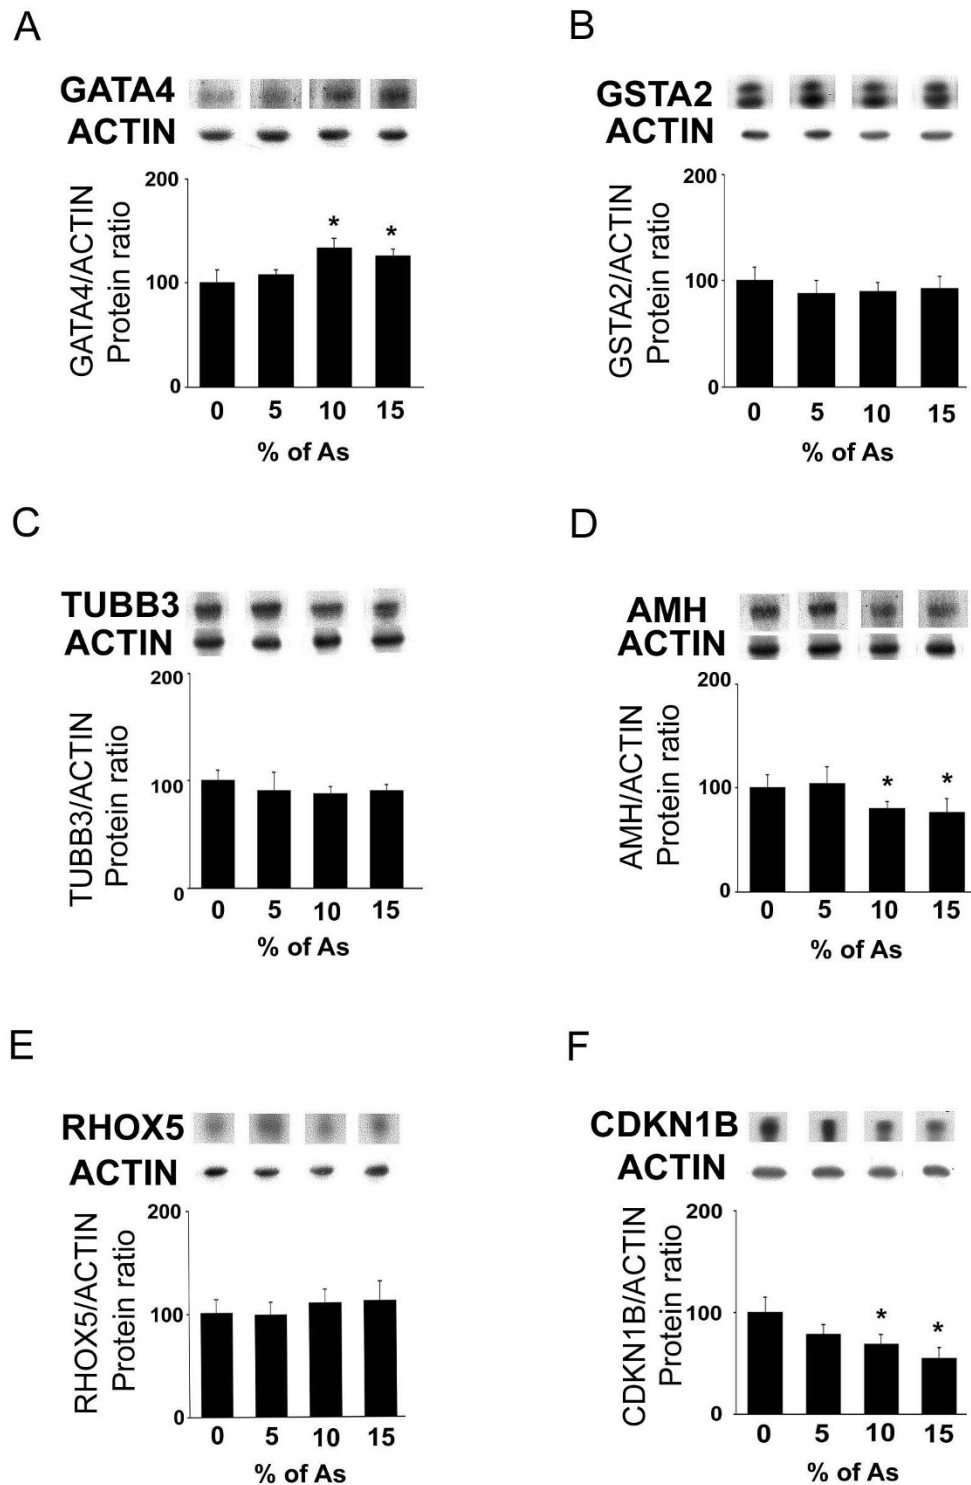 A
GATA4
ACTIN
GATA4/ACTIN
Protein ratio
200
100
0
* *
0 5 10 15
% of As
B
GSTA2
ACTIN
GSTA2/ACTIN
Protein ratio
200
100
0
0 5 10 15
% of As
C
TUBB3
ACTIN
TUBB3/ACTIN
Protein ratio
200
100
0
0 5 10 15
% of As
D
AMH
ACTIN
AMH/ACTIN
Protein ratio
200
100
0
* *
0 5 10 15
% of As
E
RHOX5
ACTIN
RHOX5/ACTIN
Protein ratio
200
100
0
0 5 10 15
% of As
F
CDKN1B
ACTIN
CDKN1B/ACTIN
Protein ratio
200
100
0
* *
0 5 10 15
% of As